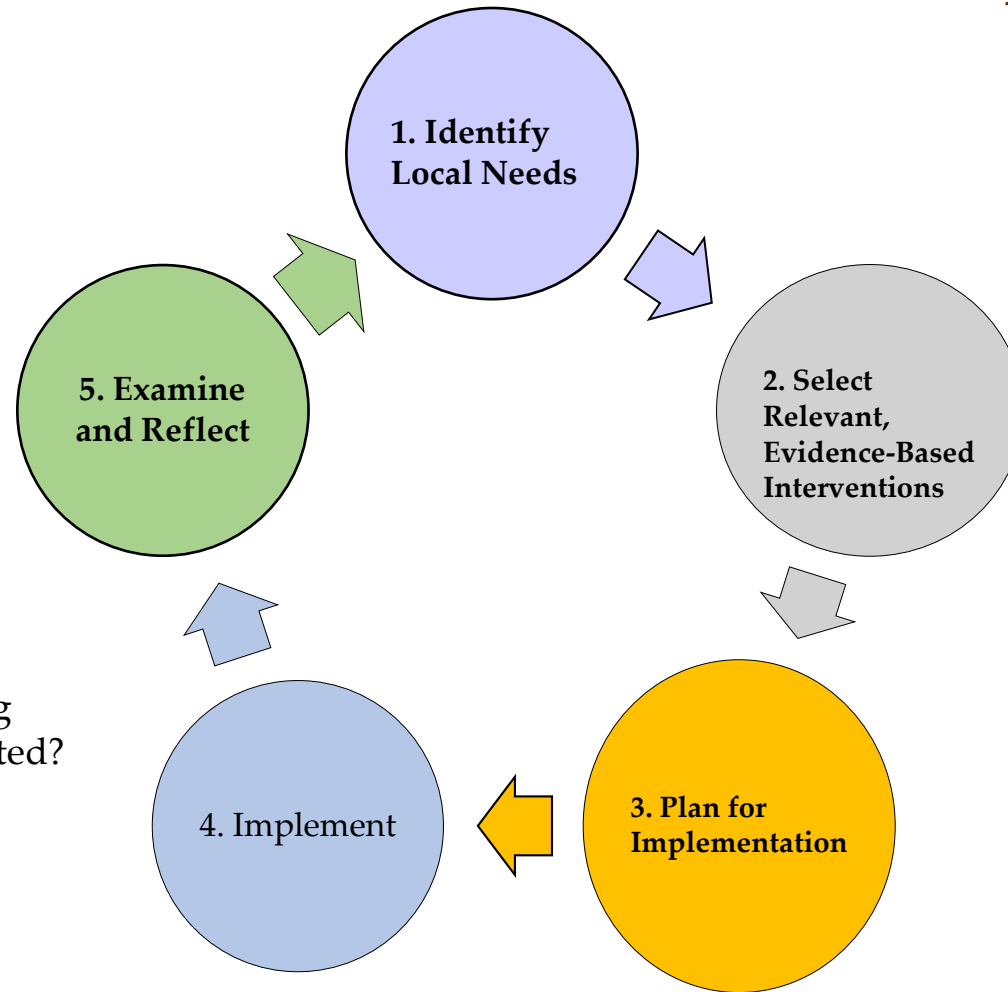 1. Identify
Local Needs
2. Select
Relevant,
Evidence-Based
Interventions
3. Plan for
Implementation
4. Implement
5. Examine
and Reflect